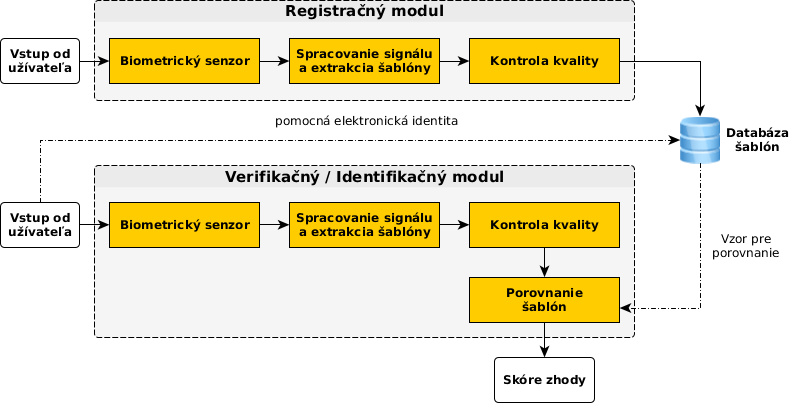 Registračný modul
Vstup od
užívateľa
Biometrický senzor
Spracovanie signálu
a extrakcia šablóny
Kontrola kvality
pomocná elektronická identita
Databáza
šablón
Verifikačný / Identifikačný modul
Vstup od
užívateľa
Biometrický senzor
Spracovanie signálu
a extrakcia šablóny
Kontrola kvality
Vzor pre
porovnanie
Porovnanie
šablón
Skóre zhody